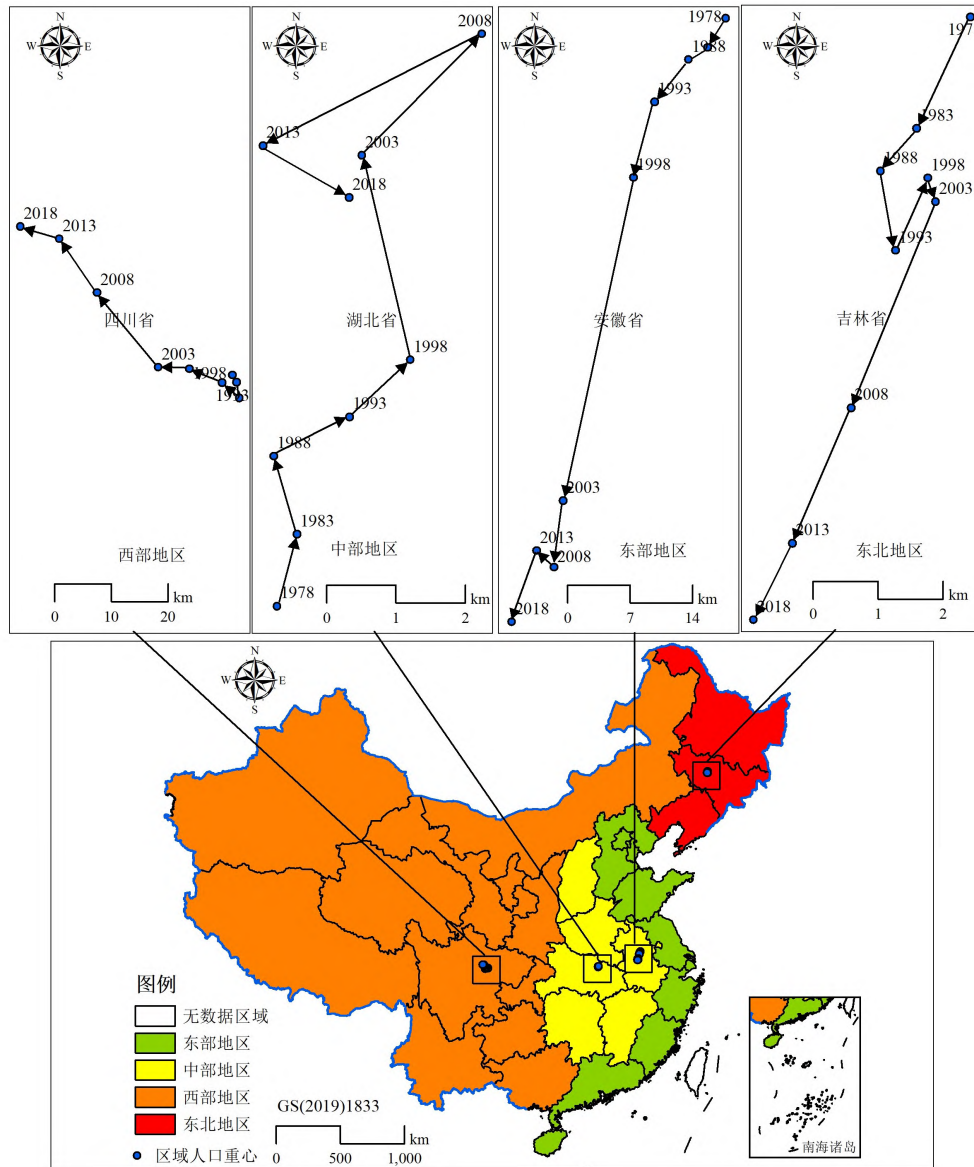 N
W E
S
2018
2013
2008
四川省
2003
1998
1993
西部地区
0 10 20 km
N
W E
S
2008
2013
2003
2018
湖北省
1998
1993
1988
1983
中部地区
1978
0 1 2 km
N
W E
S
1978
1988
1993
1998
安徽省
2003
2013
2008
东部地区
2018
0 7 14 km
N
W E
S
197
1983
1988
1998
2003
1993
吉林省
2008
2013
东北地区
2018
0 1 2 km
N
W E
S
图例
无数据区域
东部地区
中部地区
西部地区
东北地区
区域人口重心
GS(2019)1833
km
0 500 1,000
南海诸岛